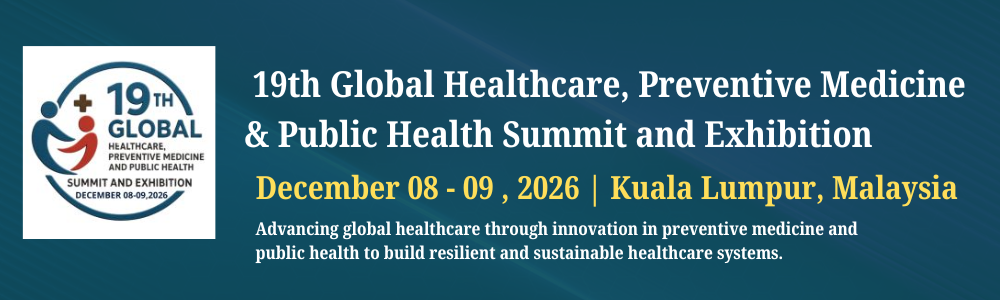 19TH
GLOBAL
HEALTHCARE,
PREVENTIVE MEDICINE
AND PUBLIC HEALTH
SUMMIT AND EXHIBITION
DECEMBER 08-09,2026
19th Global Healthcare, Preventive Medicine
& Public Health Summit and Exhibition
December 08 - 09 , 2026 | Kuala Lumpur, Malaysia
Advancing global healthcare through innovation in preventive medicine and
public health to build resilient and sustainable healthcare systems.